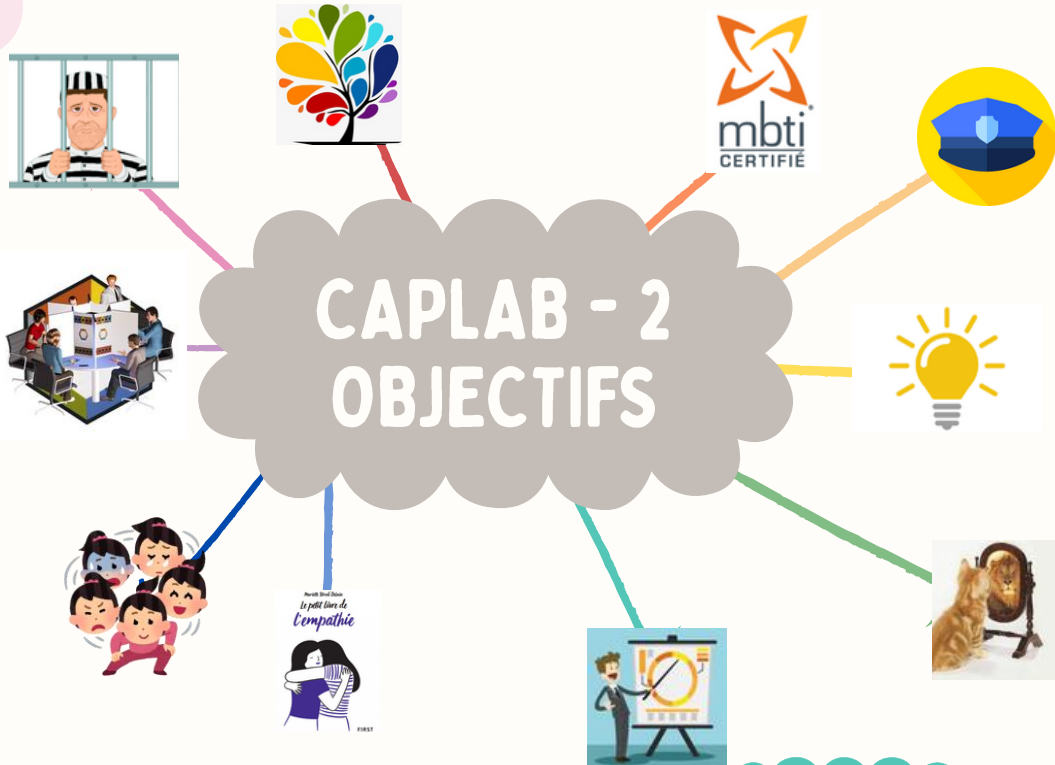 mbti
CERTIFIÉ
CAPLAB - 2
OBJECTIFS
Le petit livre de
l'empathie
FIRST